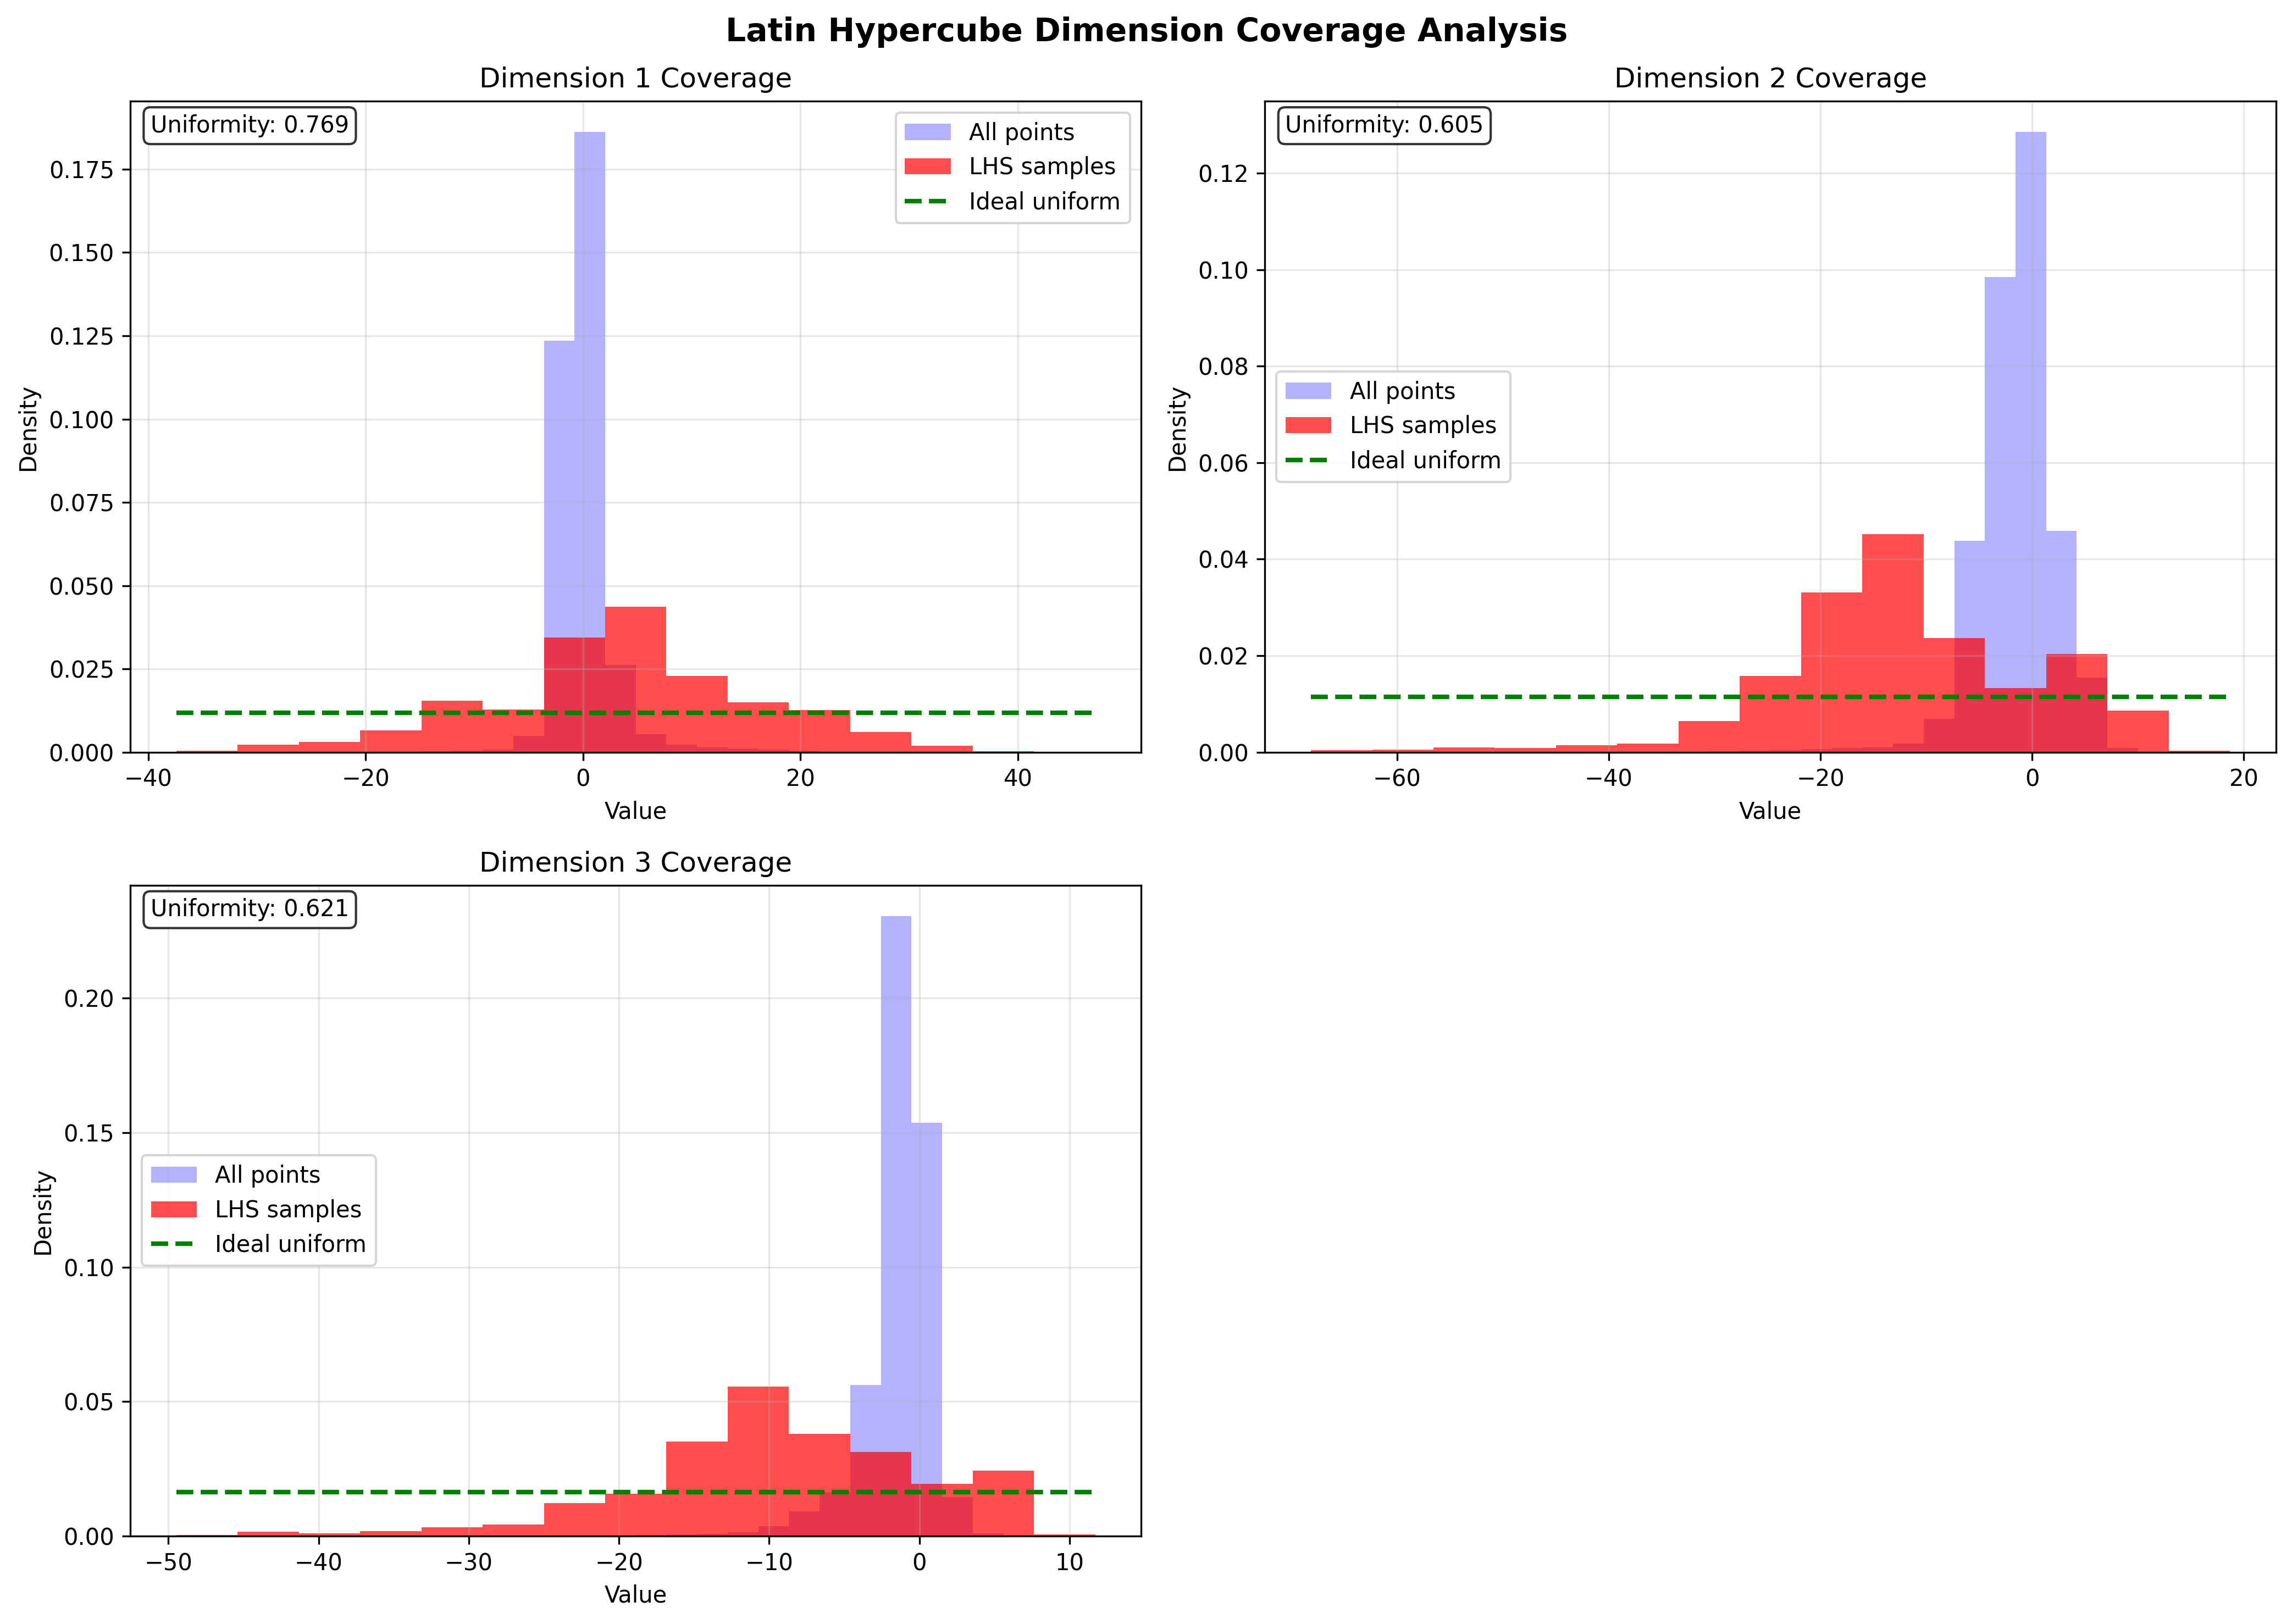 Latin Hypercube Dimension Coverage Analysis
Dimension 1 Coverage
Uniformity: 0.769
All points
LHS samples
Ideal uniform
0.175
0.150
0.125
0.100
0.075
0.050
0.025
0.000
Density
−40 −20 0 20 40
Value
Dimension 2 Coverage
Uniformity: 0.605
All points
LHS samples
Ideal uniform
0.12
0.10
0.08
0.06
0.04
0.02
0.00
Density
−60 −40 −20 0 20
Value
Dimension 3 Coverage
Uniformity: 0.621
All points
LHS samples
Ideal uniform
0.20
0.15
0.10
0.05
0.00
Density
−50 −40 −30 −20 −10 0 10
Value